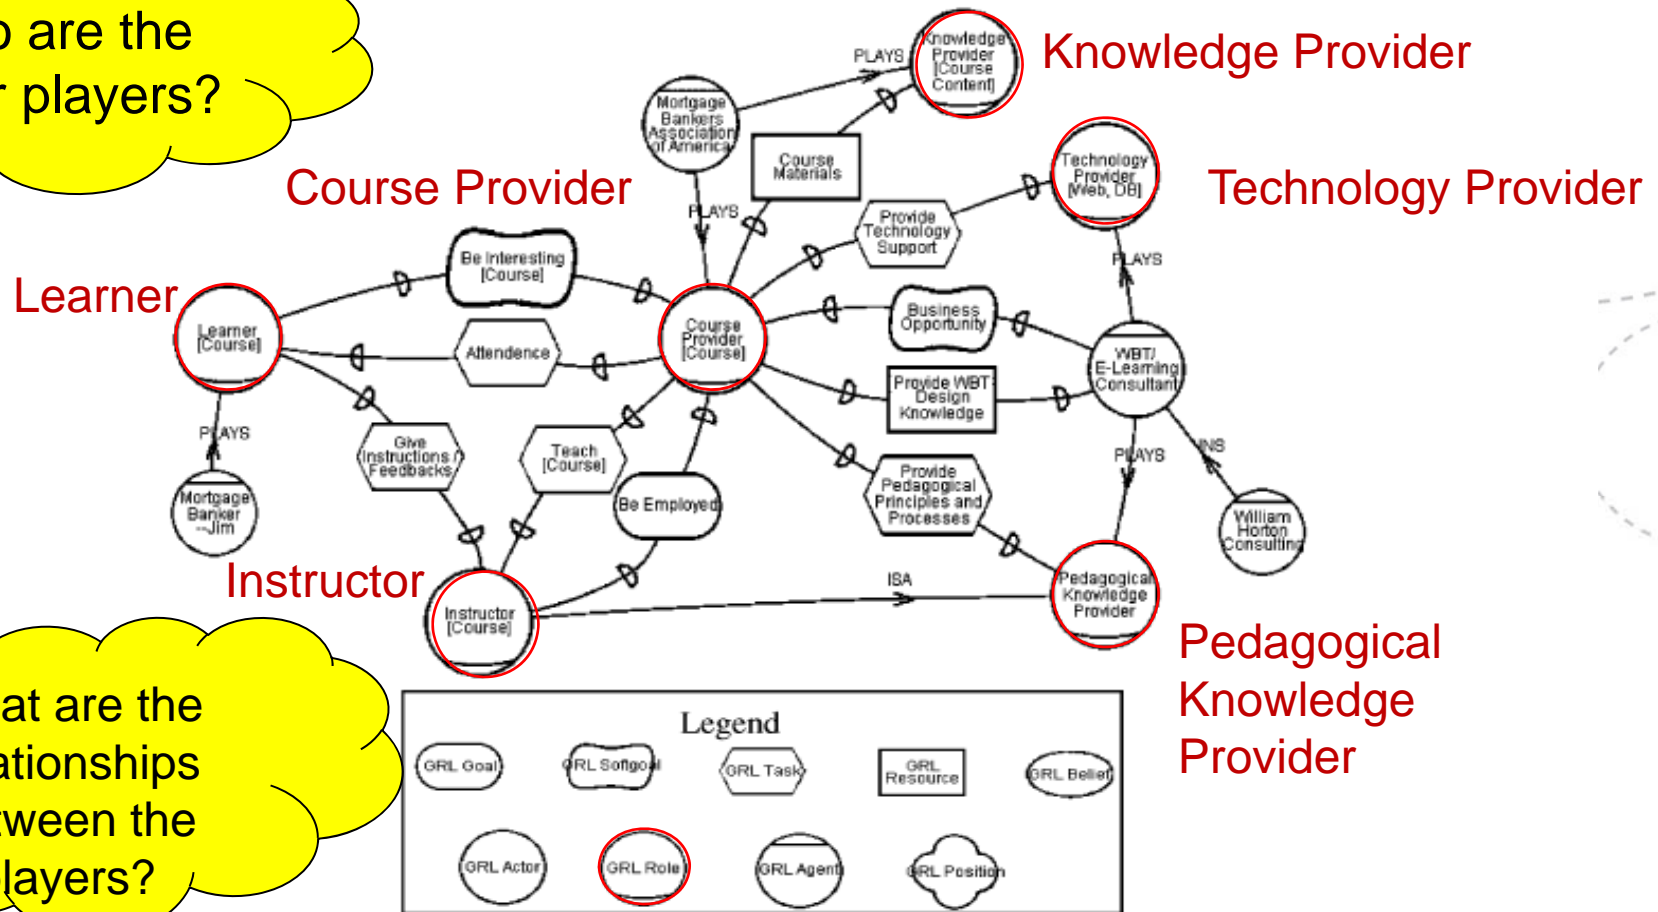 are the
players?
Knowledge Provider
Course Provider
Technology Provider
Learner
Instructor
Pedagogical
Knowledge
Provider
at are the
between the
players?
Knowledge
Provider
[Course
Content]
PLAYS
Mortgage
Bankers
Association
of America
Course
Materials
Technology
Provider
[Web, DB]
PLAYS
Provide
Technology
Support
Be Interesting
[Course]
PLAYS
Learner
[Course]
Attendence
Course
Provider
[Course]
Business
Opportunity
WBT/
E-Learning
Consultant
Provide WBT
Design
Knowledge
PLAYS
Give
Instructions /
Feedbacks
Teach
[Course]
PLAYS
INS
Mortgage
Banker
--Jim
Be Employed
Provide
Pedagogical
Principles and
Processes
William
Horton
Consulting
Instructor
[Course]
ISA
Pedagogical
Knowledge
Provider
Legend
GRL Goal
GRL Softgoal
GRL Task
GRL
Resource
GRL Belief
GRL Actor
GRL Role
GRL Agent
GRL Position